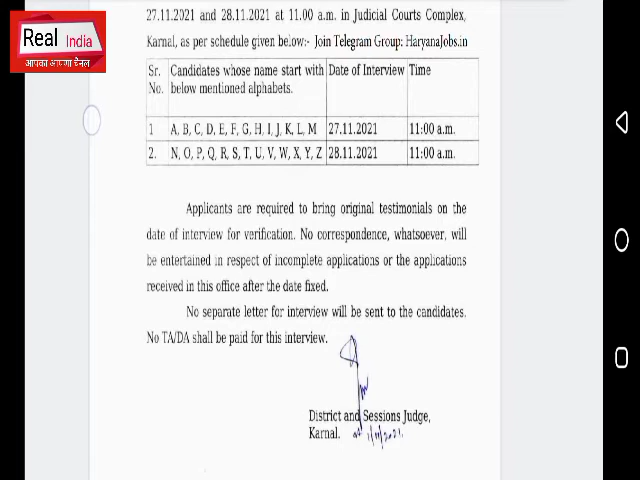 Real India
आपका अपणा चैनल
27.11.2021 and 28.11.2021 at 11.00 a.m. in Judicial Courts Complex,
Karnal, as per schedule given below:- Join Telegram Group: HaryanaJobs.in
Sr. No. Candidates whose name start with below mentioned alphabets. Date of Interview Time
1 A, B, C, D, E, F, G, H, I, J, K, L, M 27.11.2021 11:00 a.m.
2. N, O, P, Q, R, S, T, U, V, W, X, Y, Z 28.11.2021 11:00 a.m.
Applicants are required to bring original testimonials on the
date of interview for verification. No correspondence, whatsoever, will
be entertained in respect of incomplete applications or the applications
received in this office after the date fixed.
No separate letter for interview will be sent to the candidates.
No TA/DA shall be paid for this interview.
District and Sessions Judge,
Karnal. 1/11/2021.